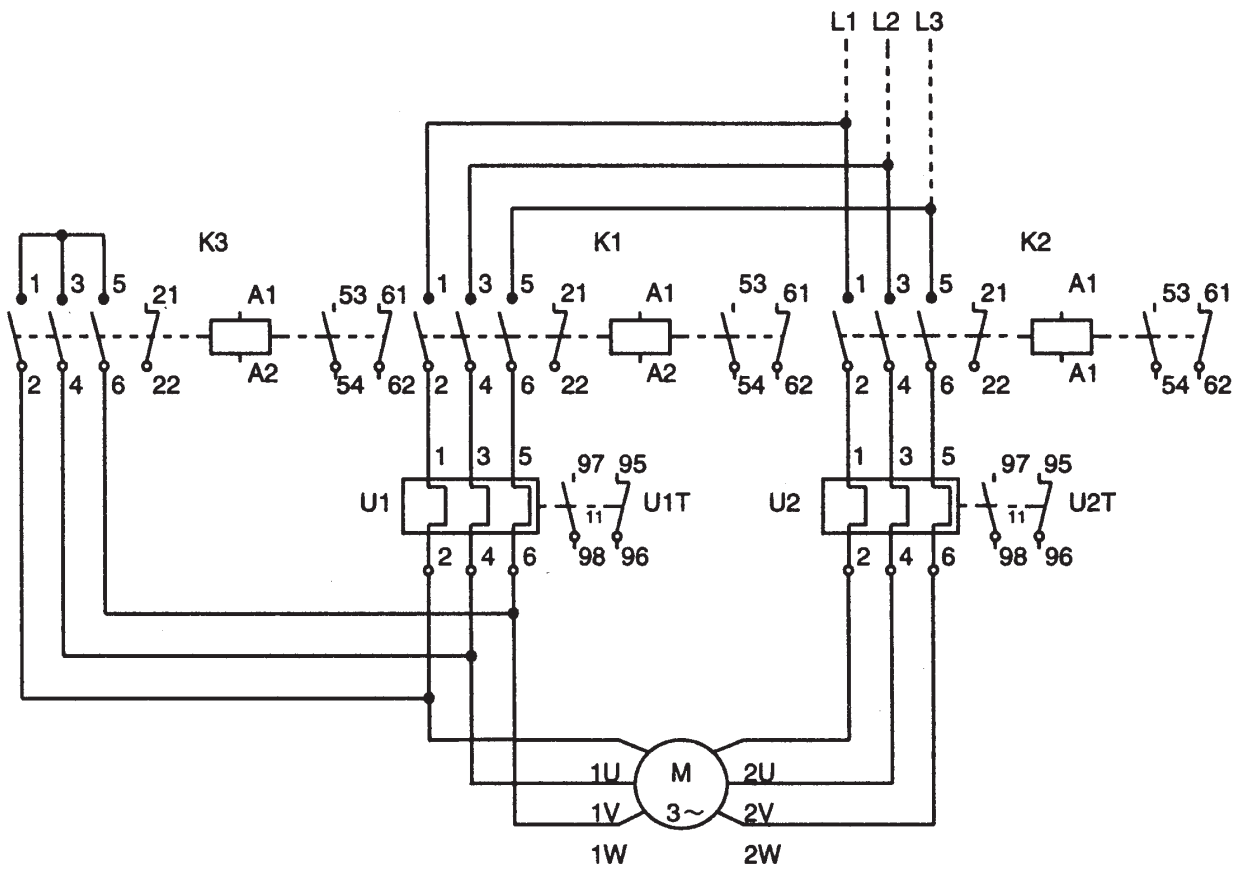 L1 L2 L3
K3 K1 K2
1 3 5 21 A1 53 61 1 3 5 21 A1 53 61 1 3 5 21 A1 53 61
2 4 6 22 A2 54 62 2 4 6 22 A2 54 62 2 4 6 22 A1 54 62
1 3 5 97 95 1 3 5 97 95
U1 11 U1T U2 11 U2T
2 4 6 98 96 2 4 6 98 96
1U M 2U
1V 3~ 2V
1W 2W